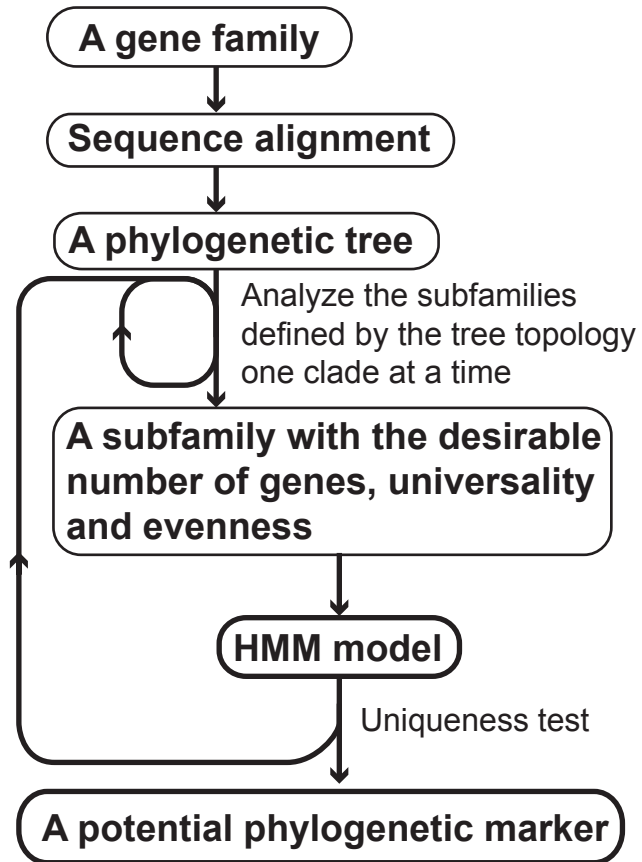 A gene family
Sequence alignment
A phylogenetic tree
Analyze the subfamilies
defined by the tree topology
one clade at a time
A subfamily with the desirable
number of genes, universality
and evenness
HMM model
Uniqueness test
A potential phylogenetic marker